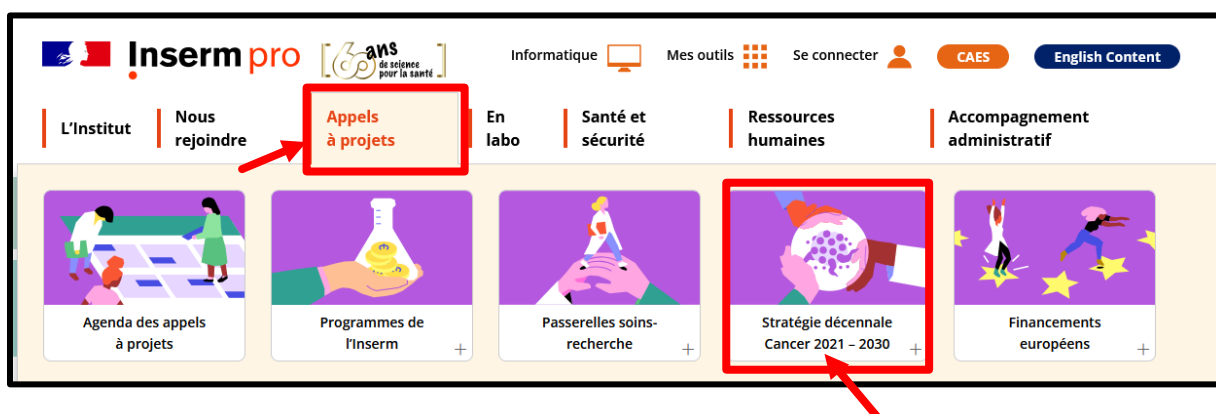 Inserm pro
60 ans
de science
pour la santé
Informatique
Mes outils
Se connecter
CAES
English Content
L'Institut
Nous
rejoindre
Appels
à projets
En
labo
Santé et
sécurité
Ressources
humaines
Accompagnement
administratif
Agenda des appels
à projets
Programmes de
l'Inserm
+
Passerelles soins-
recherche
+
Stratégie décennale
Cancer 2021 – 2030
+
Financements
européens
+